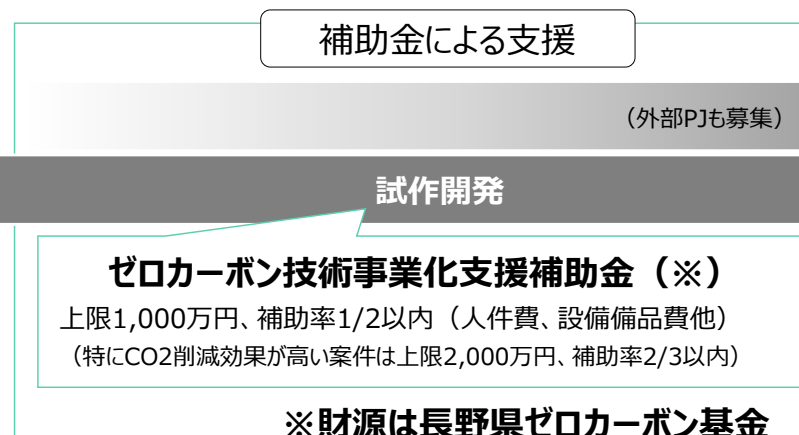 補助金による支援
（外部PJも募集）
試作開発
ゼロカーボン技術事業化支援補助金（※）
上限1,000万円、補助率1/2以内（人件費、設備備品費他）
（特にCO2削減効果が高い案件は上限2,000万円、補助率2/3以内）
※財源は長野県ゼロカーボン基金